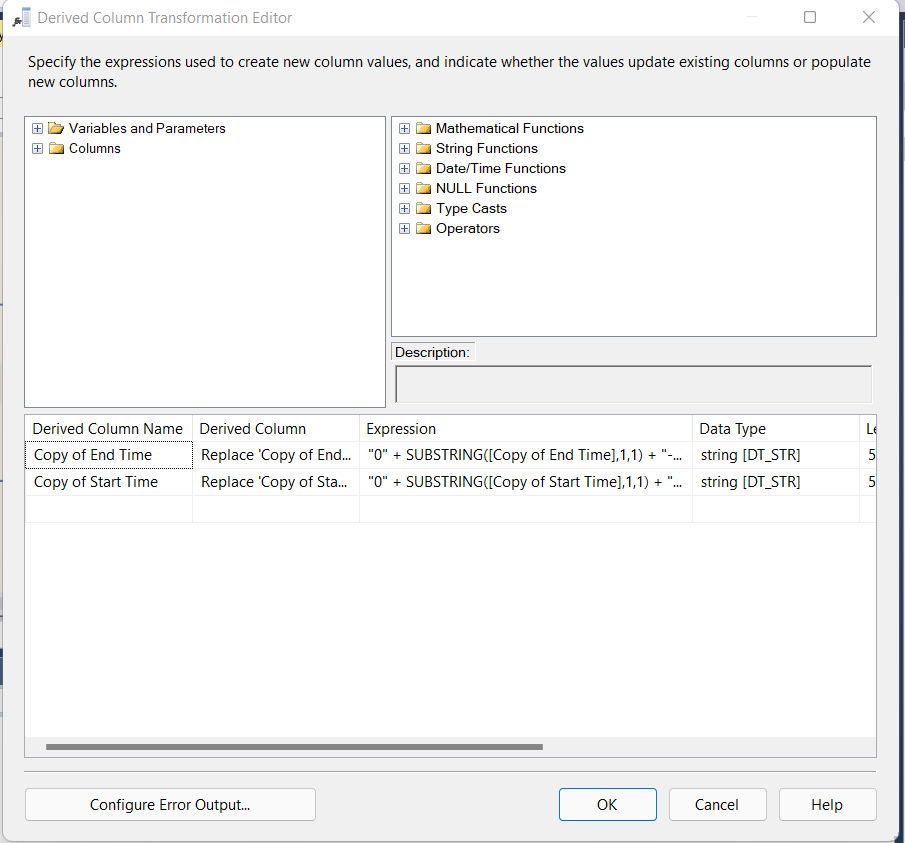 Derived Column Transformation Editor
Specify the expressions used to create new column values, and indicate whether the values update existing columns or populate
new columns.
Variables and Parameters
Columns
Mathematical Functions
String Functions
Date/Time Functions
NULL Functions
Type Casts
Operators
Description:
Derived Column Name Derived Column Expression Data Type Le
Copy of End Time Replace 'Copy of End... "0" + SUBSTRING([Copy of End Time],1,1) + "-... string [DT_STR] 5
Copy of Start Time Replace 'Copy of Sta... "0" + SUBSTRING([Copy of Start Time],1,1) + "... string [DT_STR] 5
Configure Error Output... OK Cancel Help